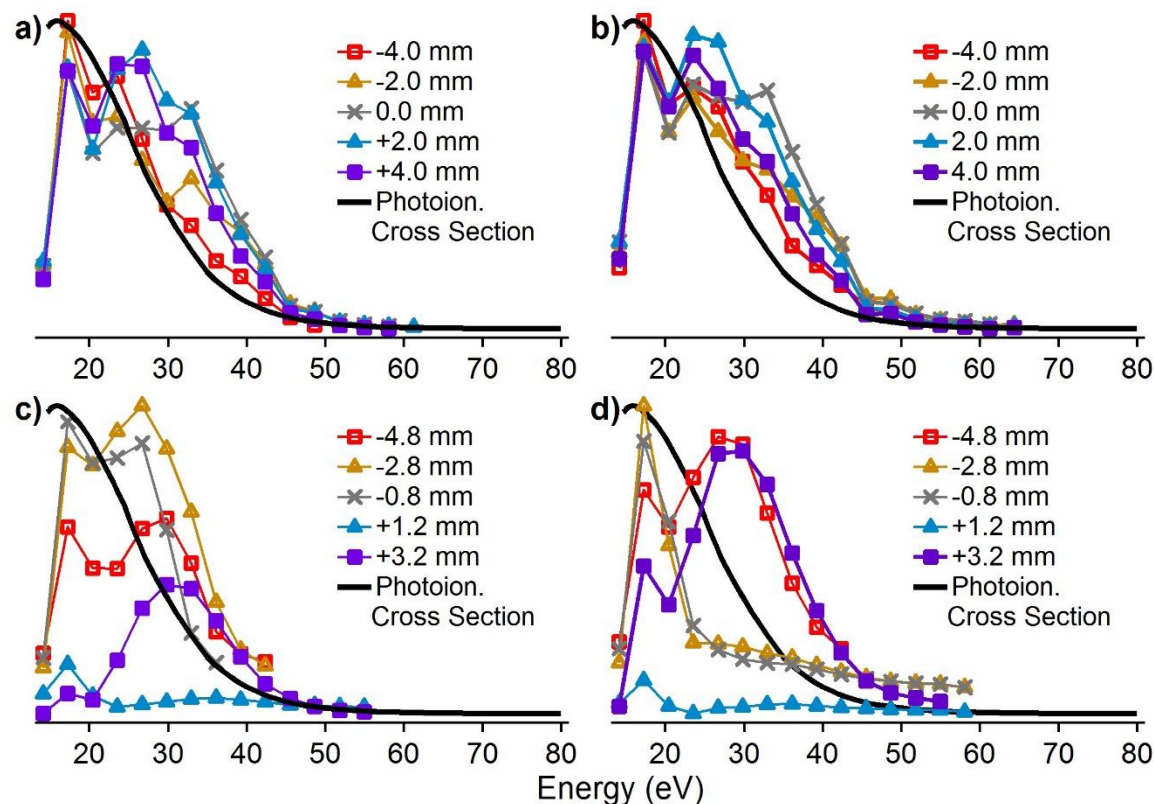 a)
-4.0 mm
-2.0 mm
0.0 mm
+2.0 mm
+4.0 mm
Photoion.
Cross Section
20 30 40 50 60 70 80
b)
-4.0 mm
-2.0 mm
0.0 mm
2.0 mm
4.0 mm
Photoion.
Cross Section
20 30 40 50 60 70 80
c)
-4.8 mm
-2.8 mm
-0.8 mm
+1.2 mm
+3.2 mm
Photoion.
Cross Section
20 30 40 50 60 70 80
d)
-4.8 mm
-2.8 mm
-0.8 mm
+1.2 mm
+3.2 mm
Photoion.
Cross Section
20 30 40 50 60 70 80
Energy (eV)